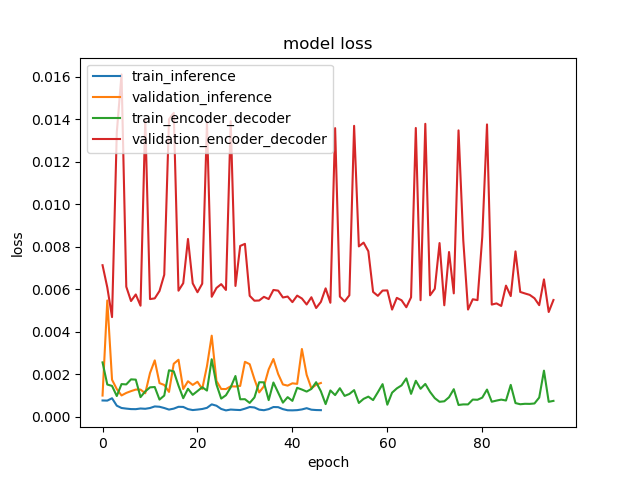 model loss
train_inference
validation_inference
train_encoder_decoder
validation_encoder_decoder
0.016
0.014
0.012
0.010
0.008
0.006
0.004
0.002
0.000
loss
0 20 40 60 80
epoch